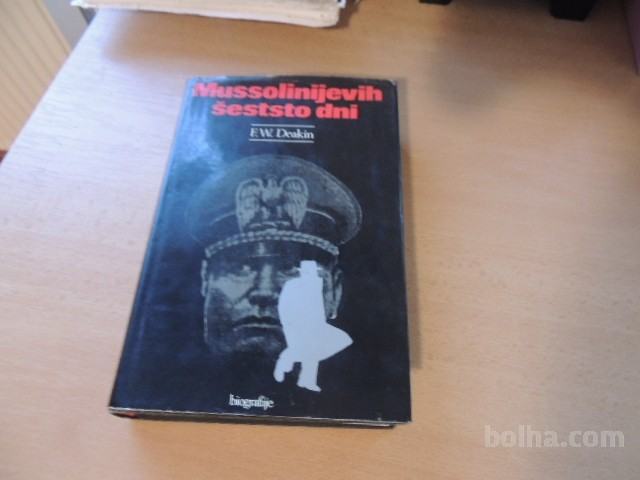 Mussolinijevih
šeststo dni
F. W. Deakin
biografije
bolha.com